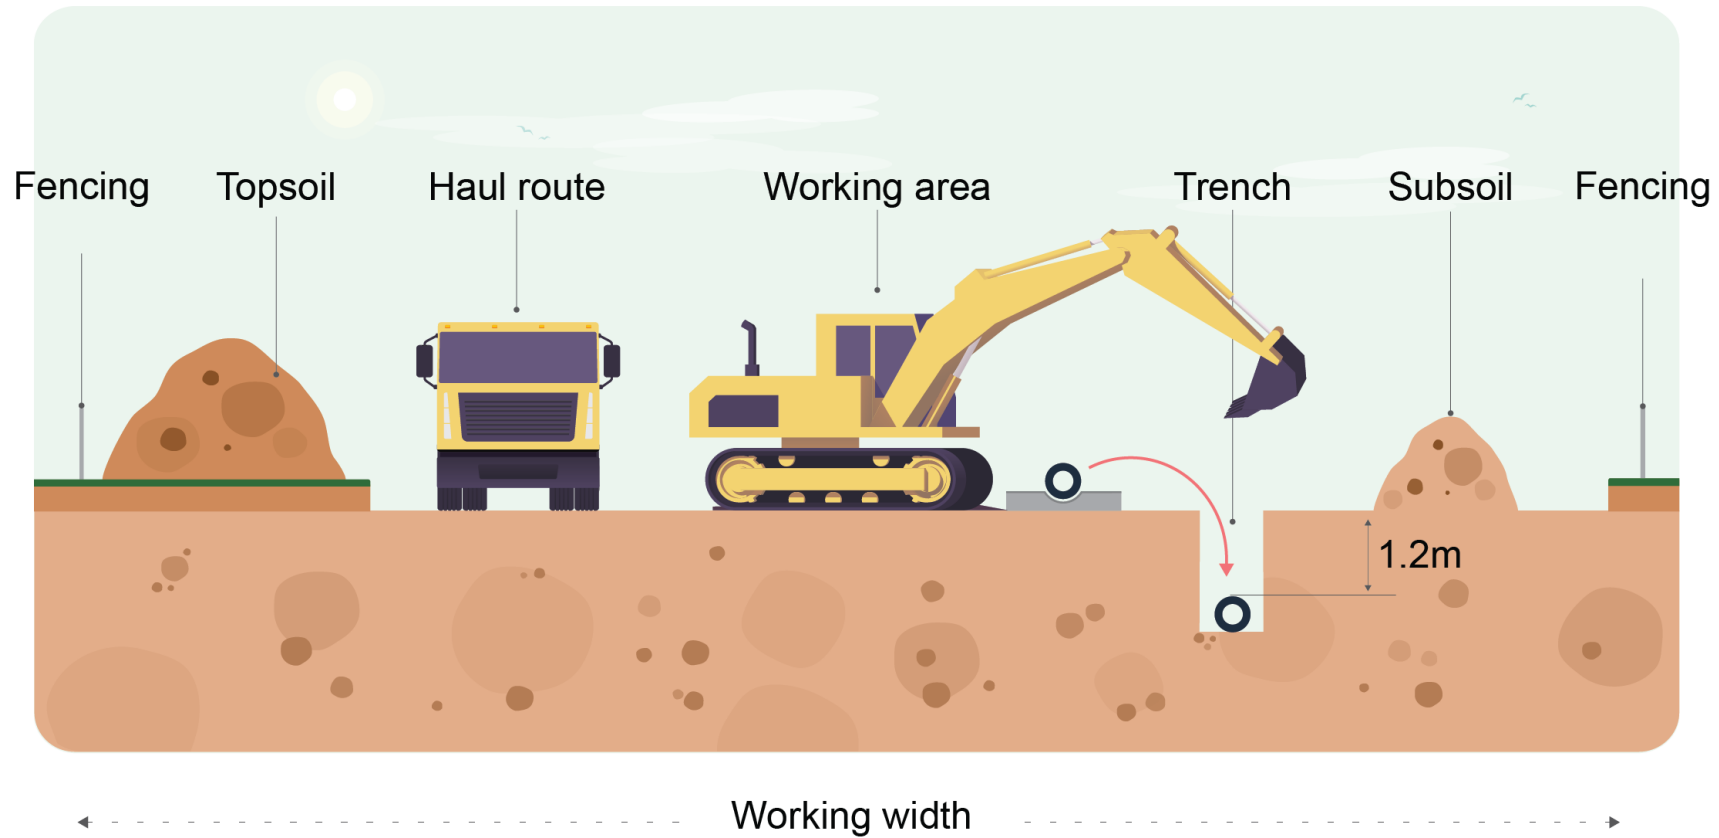 Fencing
Topsoil
Haul route
Working area
Trench
Subsoil
Fencing
1.2m
Working width